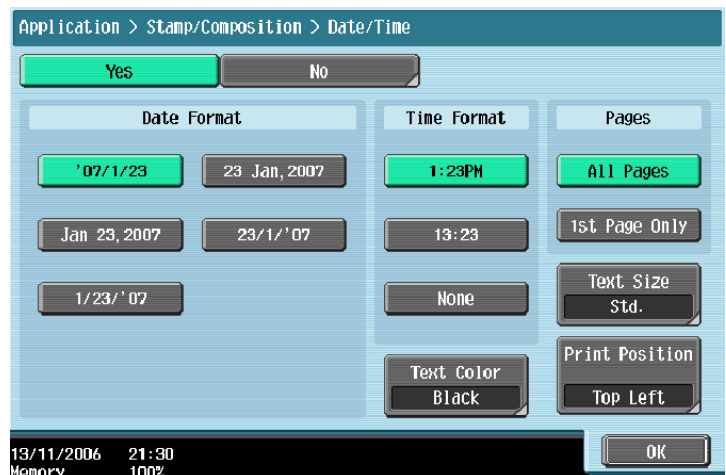 Application > Stamp/Composition > Date/Time
Yes
No
Date Format
'07/1/23
23 Jan,2007
Jan 23,2007
23/1/'07
1/23/'07
Time Format
1:23PM
13:23
None
Text Color
Black
Pages
All Pages
1st Page Only
Text Size
Std.
Print Position
Top Left
13/11/2006 21:30
Memory 100%
OK